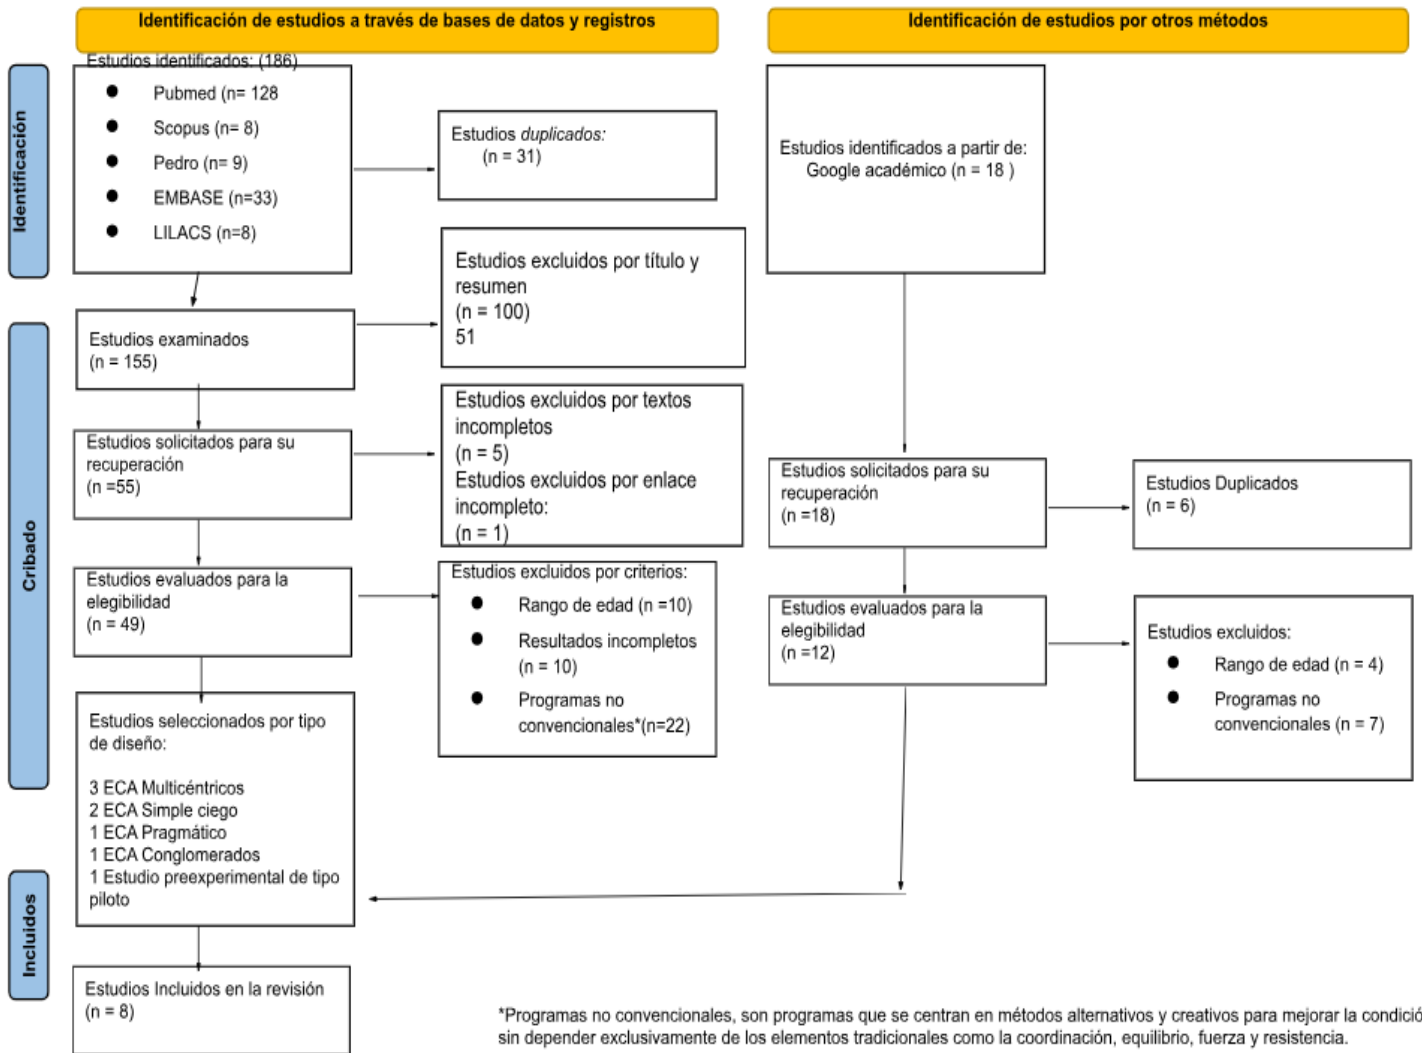 Identificación de estudios a través de bases de datos y registros
Identificación de estudios por otros métodos
Identificación
Estudios identificados: (186)
● Pubmed (n= 128
● Scopus (n= 8)
● Pedro (n= 9)
● EMBASE (n=33)
● LILACS (n=8)
Estudios duplicados:
(n = 31)
Estudios identificados a partir de:
Google académico (n = 18 )
Cribado
Estudios examinados
(n = 155)
Estudios excluidos por título y
resumen
(n = 100)
51
Estudios solicitados para su
recuperación
(n =55)
Estudios excluidos por textos
incompletos
(n = 5)
Estudios excluidos por enlace
incompleto:
(n = 1)
Estudios solicitados para su
recuperación
(n =18)
Estudios Duplicados
(n = 6)
Estudios evaluados para la
elegibilidad
(n = 49)
Estudios excluidos por criterios:
● Rango de edad (n =10)
● Resultados incompletos
(n = 10)
● Programas no
convencionales*(n=22)
Estudios evaluados para la
elegibilidad
(n =12)
Estudios excluidos:
● Rango de edad (n = 4)
● Programas no
convencionales (n = 7)
Estudios seleccionados por tipo
de diseño:
3 ECA Multicéntricos
2 ECA Simple ciego
1 ECA Pragmático
1 ECA Conglomerados
1 Estudio preexperimental de tipo
piloto
Incluidos
Estudios Incluidos en la revisión
(n = 8)
*Programas no convencionales, son programas que se centran en métodos alternativos y creativos para mejorar la condició
sin depender exclusivamente de los elementos tradicionales como la coordinación, equilibrio, fuerza y resistencia.